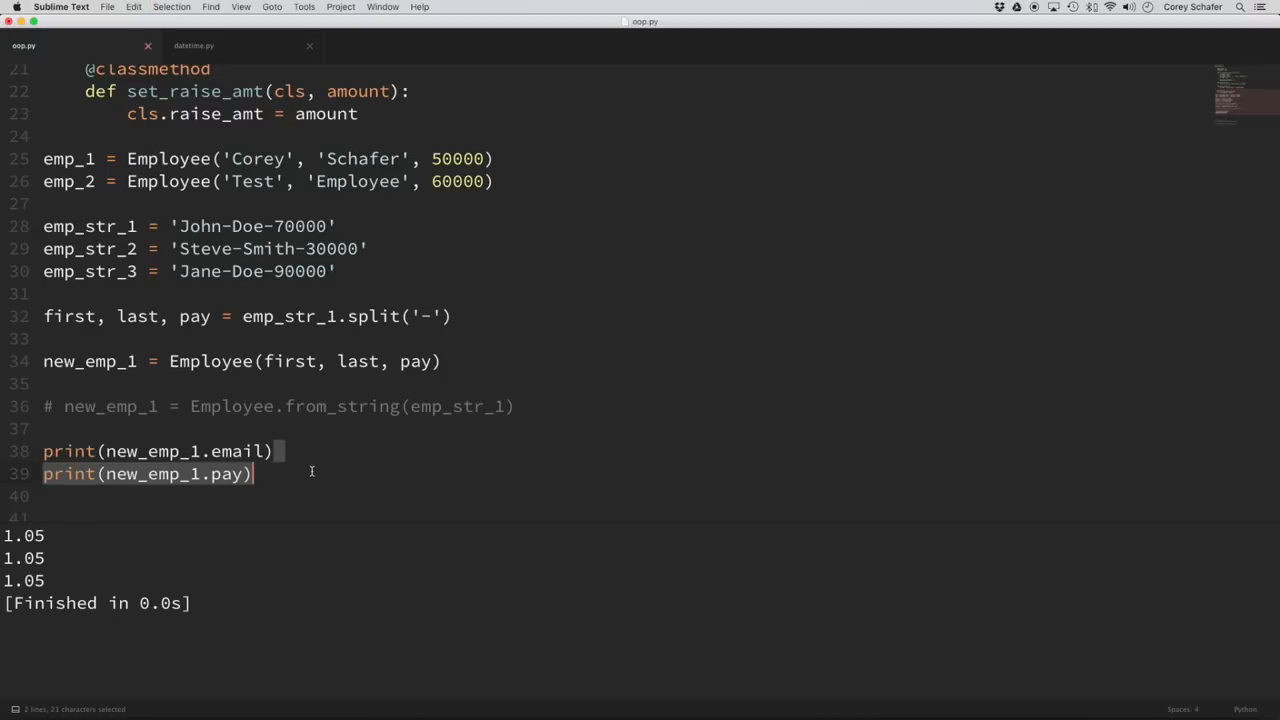 Sublime Text File Edit Selection Find View Goto Tools Project Window Help Corey Schafer
oop.py
oop.py datetime.py
21 @classmethod
22 def set_raise_amt(cls, amount):
23 cls.raise_amt = amount
24
25 emp_1 = Employee('Corey', 'Schafer', 50000)
26 emp_2 = Employee('Test', 'Employee', 60000)
27
28 emp_str_1 = 'John-Doe-70000'
29 emp_str_2 = 'Steve-Smith-30000'
30 emp_str_3 = 'Jane-Doe-90000'
31
32 first, last, pay = emp_str_1.split('-')
33
34 new_emp_1 = Employee(first, last, pay)
35
36 # new_emp_1 = Employee.from_string(emp_str_1)
37
38 print(new_emp_1.email)
39 print(new_emp_1.pay)
40
41
1.05
1.05
1.05
[Finished in 0.0s]
2 lines, 21 characters selected Spaces: 4 Python